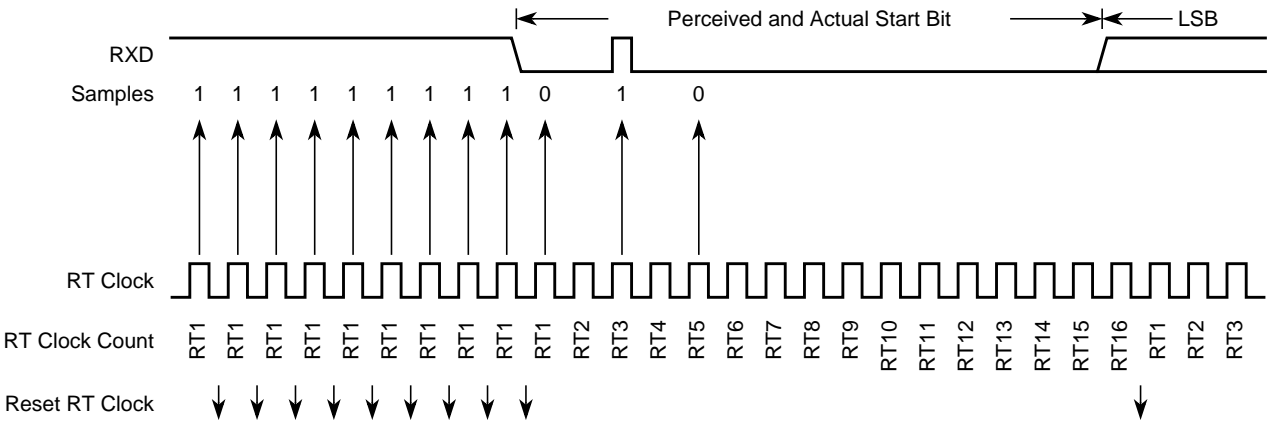 Perceived and Actual Start Bit LSB
RXD
Samples 1 1 1 1 1 1 1 1 1 0 1 0
RT Clock
RT Clock Count RT1 RT1 RT1 RT1 RT1 RT1 RT1 RT1 RT1 RT1 RT2 RT3 RT4 RT5 RT6 RT7 RT8 RT9 RT10 RT11 RT12 RT13 RT14 RT15 RT16 RT1 RT2 RT3
Reset RT Clock